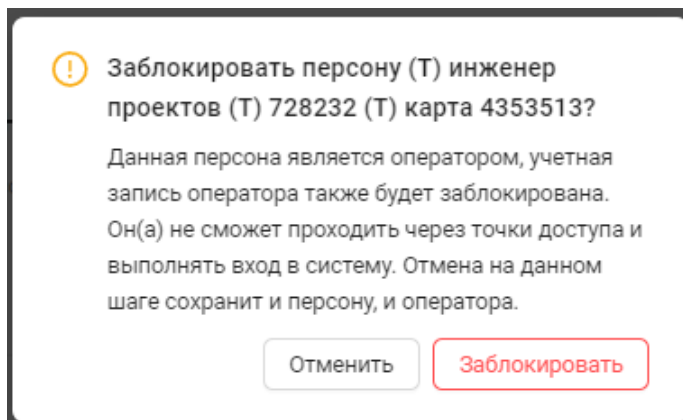 Заблокировать персону (Т) инженер
проектов (Т) 728232 (Т) карта 4353513?
Данная персона является оператором, учетная
запись оператора также будет заблокирована.
Он(а) не сможет проходить через точки доступа и
выполнять вход в систему. Отмена на данном
шаге сохранит и персону, и оператора.
Отменить
Заблокировать